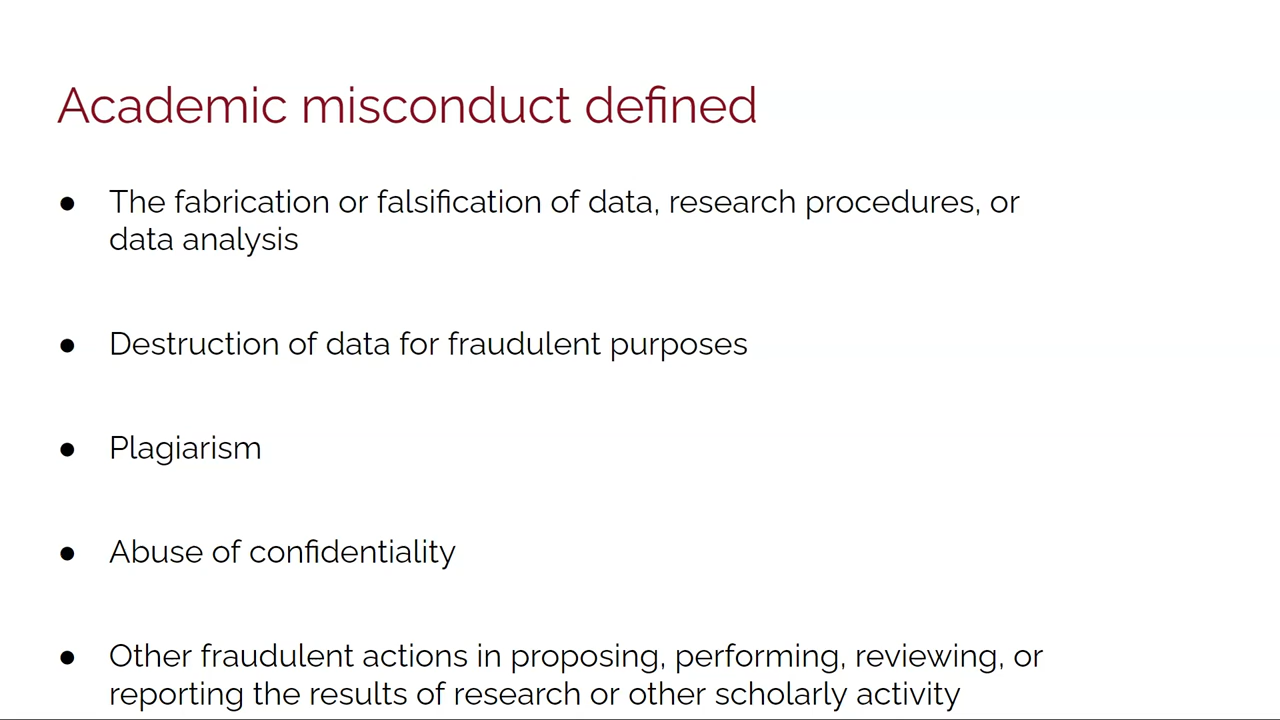 Academic misconduct defined
● The fabrication or falsification of data, research procedures, or
data analysis
● Destruction of data for fraudulent purposes
● Plagiarism
● Abuse of confidentiality
● Other fraudulent actions in proposing, performing, reviewing, or
reporting the results of research or other scholarly activity